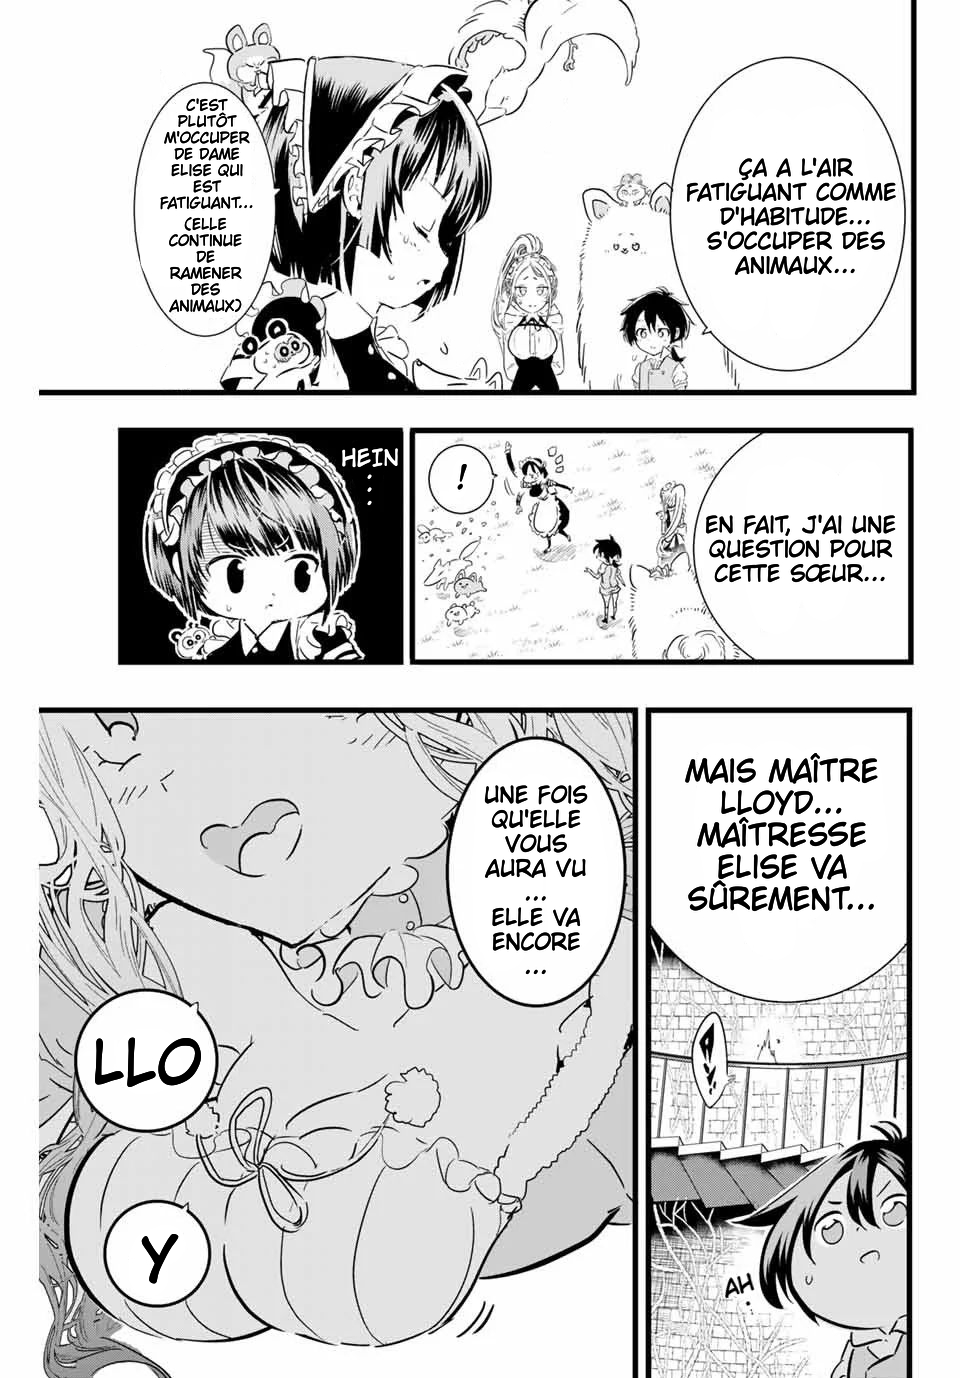 ÇA A L'AIR
FATIGUANT COMME
D'HABITUDE...
S'OCCUPER DES
ANIMAUX...
C'EST
PLUTÔT
M'OCCUPER
DE DAME
ELISE QUI
EST
FATIGUANT...
(ELLE
CONTINUE
DE
RAMENER
DES
ANIMAUX)
EN FAIT, J'AI UNE
QUESTION POUR
CETTE SŒUR...
!
HEIN
...
MAIS MAÎTRE
LLOYD...
MAÎTRESSE
ELISE VA
SÛREMENT...
AH
UNE FOIS
QU'ELLE
VOUS
AURA VU
...
ELLE VA
ENCORE
...
LLO
Y